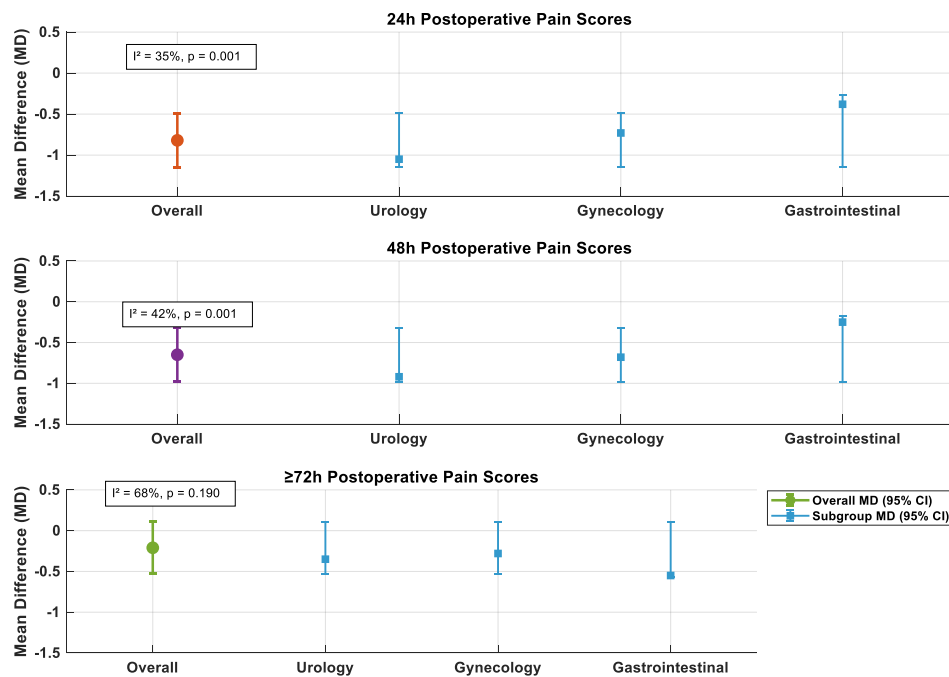 24h Postoperative Pain Scores
Mean Difference (MD)
0.5
0
-0.5
-1
-1.5
I² = 35%, p = 0.001
Overall
Urology
Gynecology
Gastrointestinal
48h Postoperative Pain Scores
Mean Difference (MD)
0.5
0
-0.5
-1
-1.5
I² = 42%, p = 0.001
Overall
Urology
Gynecology
Gastrointestinal
≥72h Postoperative Pain Scores
Mean Difference (MD)
0.5
0
-0.5
-1
-1.5
I² = 68%, p = 0.190
Overall
Urology
Gynecology
Gastrointestinal
Overall MD (95% CI)
Subgroup MD (95% CI)